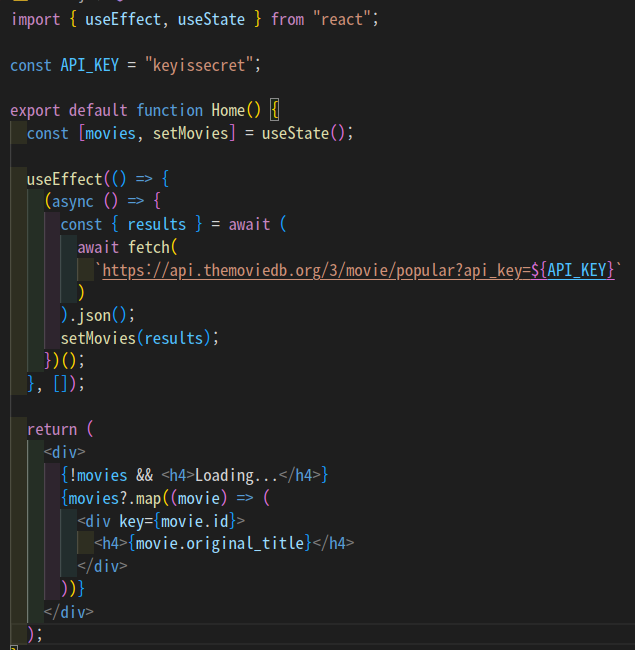 import { useEffect, useState } from "react";
const API_KEY = "keyissecret";
export default function Home() {
const [movies, setMovies] = useState();
useEffect(() => {
(async () => {
const { results } = await (
await fetch(
`https://api.themoviedb.org/3/movie/popular?api_key=${API_KEY}`
)
).json();
setMovies(results);
})();
}, []);
return (
<div>
{!movies && <h4>Loading...</h4>}
{movies?.map((movie) => (
<div key={movie.id}>
<h4>{movie.original_title}</h4>
</div>
))}
</div>
);